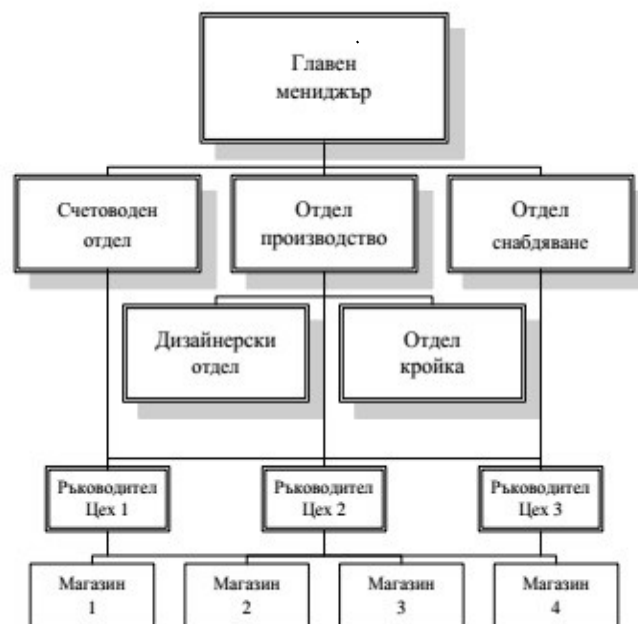 Главен
мениджър
Счетоводен
отдел
Отдел
производство
Отдел
снабдяване
Дизайнерски
отдел
Отдел
кройка
Ръководител
Цех 1
Ръководител
Цех 2
Ръководител
Цех 3
Магазин
1
Магазин
2
Магазин
3
Магазин
4